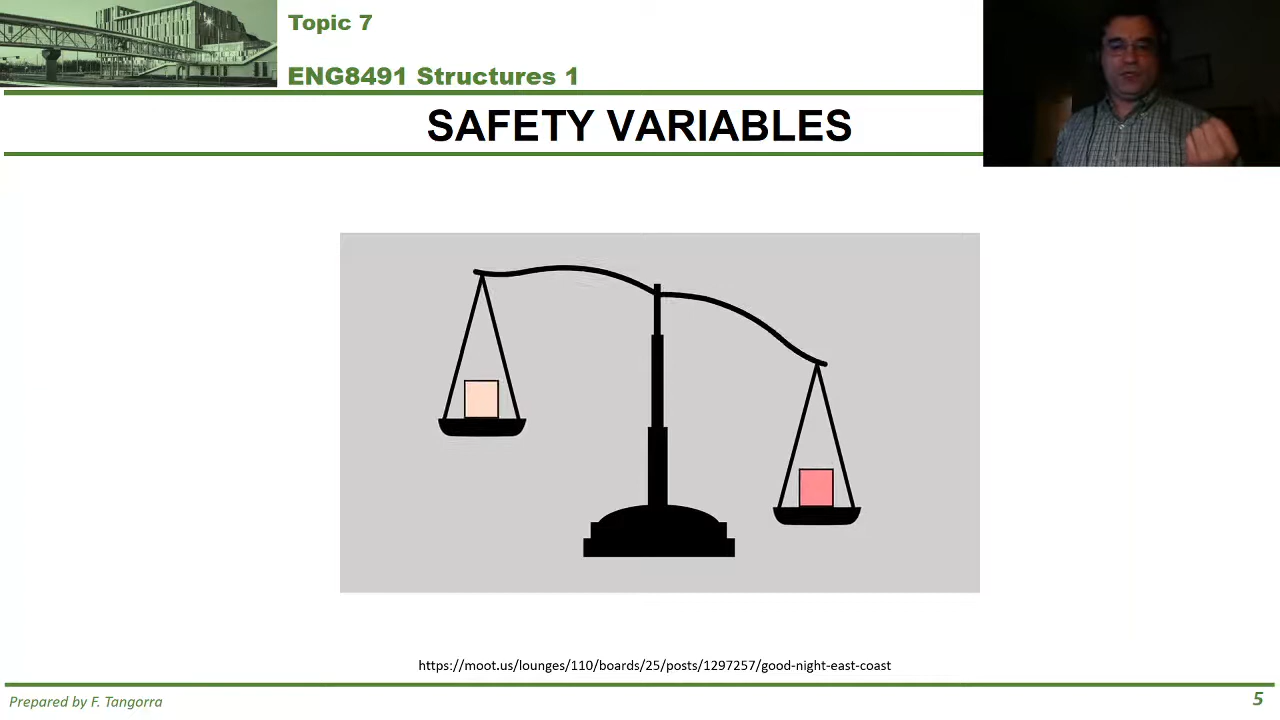 Topic 7
ENG8491 Structures 1
SAFETY VARIABLES
https://moot.us/lounges/110/boards/25/posts/1297257/good-night-east-coast
Prepared by F. Tangorra
5